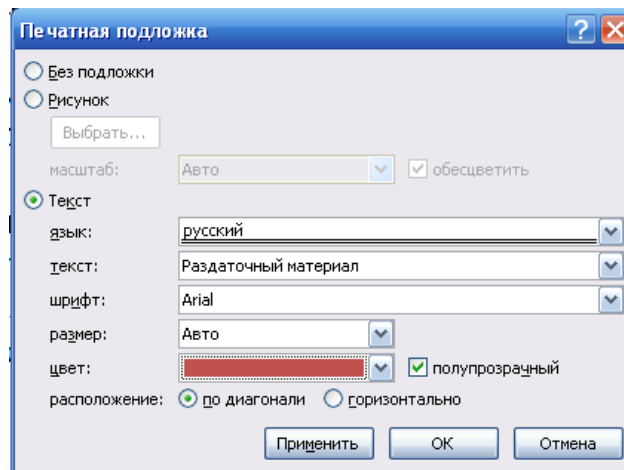 Печатная подложка
Без подложки
Рисунок
Выбрать...
масштаб: Авто обесцветить
Текст
язык: русский
текст: Раздаточный материал
шрифт: Arial
размер: Авто
цвет: полупрозрачный
расположение: по диагонали горизонтально
Применить ОК Отмена